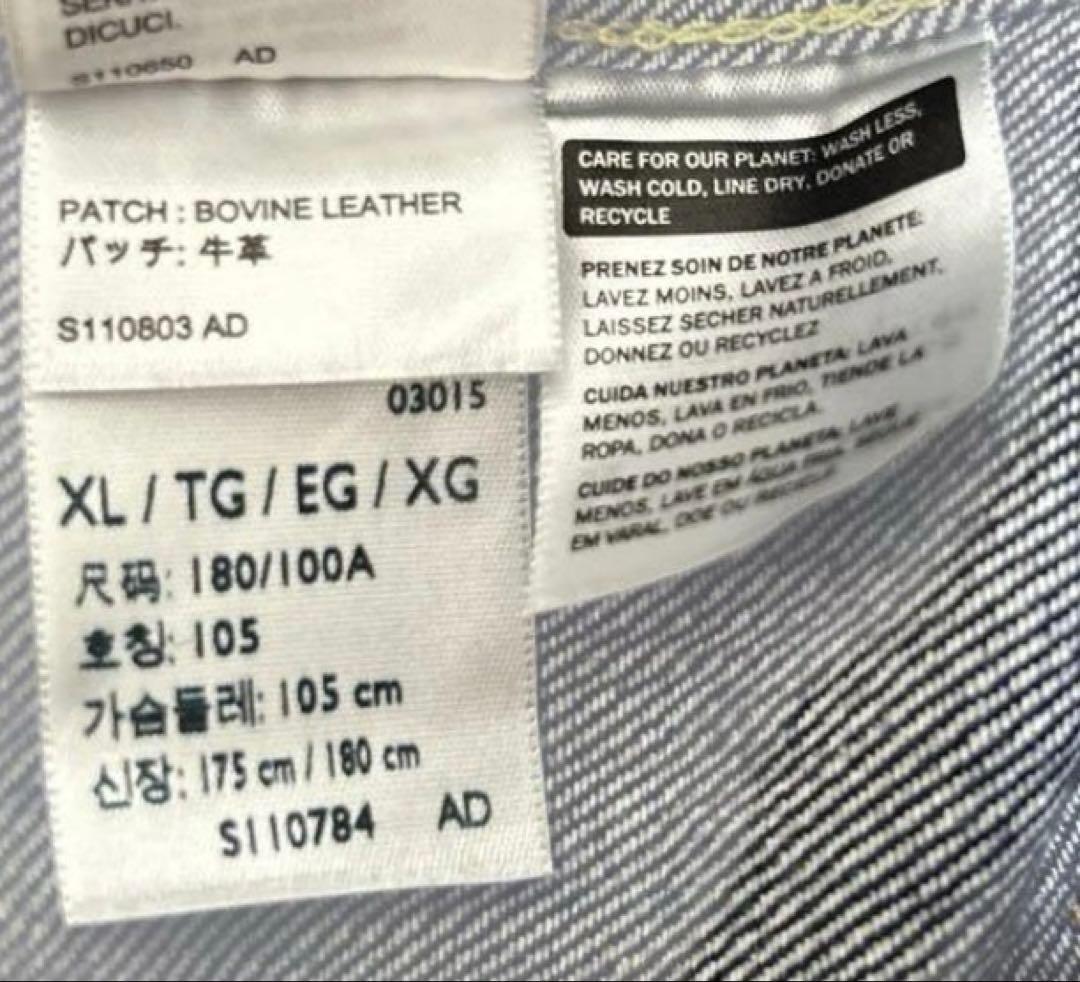 DICUCI.
S110650 AD
PATCH : BOVINE LEATHER
パッチ: 牛革
S110803 AD
03015
XL / TG / EG / XG
尺码: 180/100A
호칭: 105
가슴둘레: 105 cm
신장: 175 cm / 180 cm
S110784 AD
CARE FOR OUR PLANET: WASH LESS,
WASH COLD, LINE DRY, DONATE OR
RECYCLE
PRENEZ SOIN DE NOTRE PLANETE:
LAVEZ MOINS, LAVEZ A FROID,
LAISSEZ SECHER NATURELLEMENT,
DONNEZ OU RECYCLEZ
CUIDA NUESTRO PLANETA: LAVA
MENOS, LAVA EN FRIO, TIENDE LA
ROPA, DONA O RECICLA.
CUIDE DO NOSSO PLANETA: LAVE
MENOS, LAVE EM ÁGUA FRIA,
EM VARAL, DOE OU RECICLE